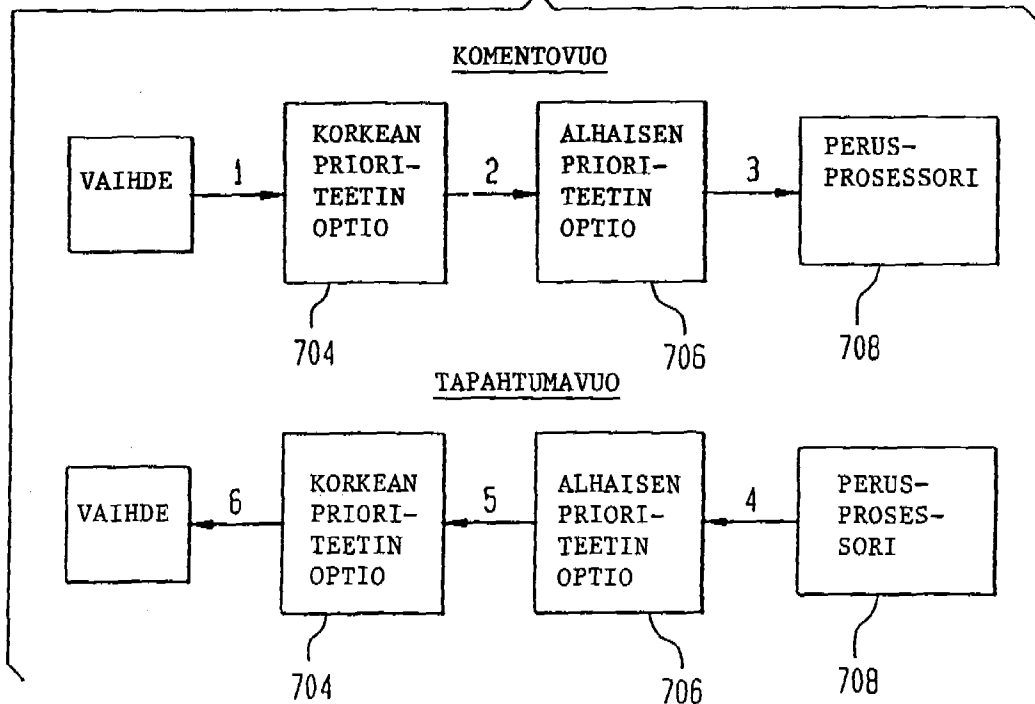 KOMENTOVUO
VAIHDE
1
KORKEAN
PRIORI-
TEETIN
OPTIO
2
ALHAISEN
PRIORI-
TEETIN
OPTIO
3
PERUS-
PROSESSORI
704
706
708
TAPAHTUMAVUO
VAIHDE
6
KORKEAN
PRIORI-
TEETIN
OPTIO
5
ALHAISEN
PRIORI-
TEETIN
OPTIO
4
PERUS-
PROSES-
SORI
704
706
708